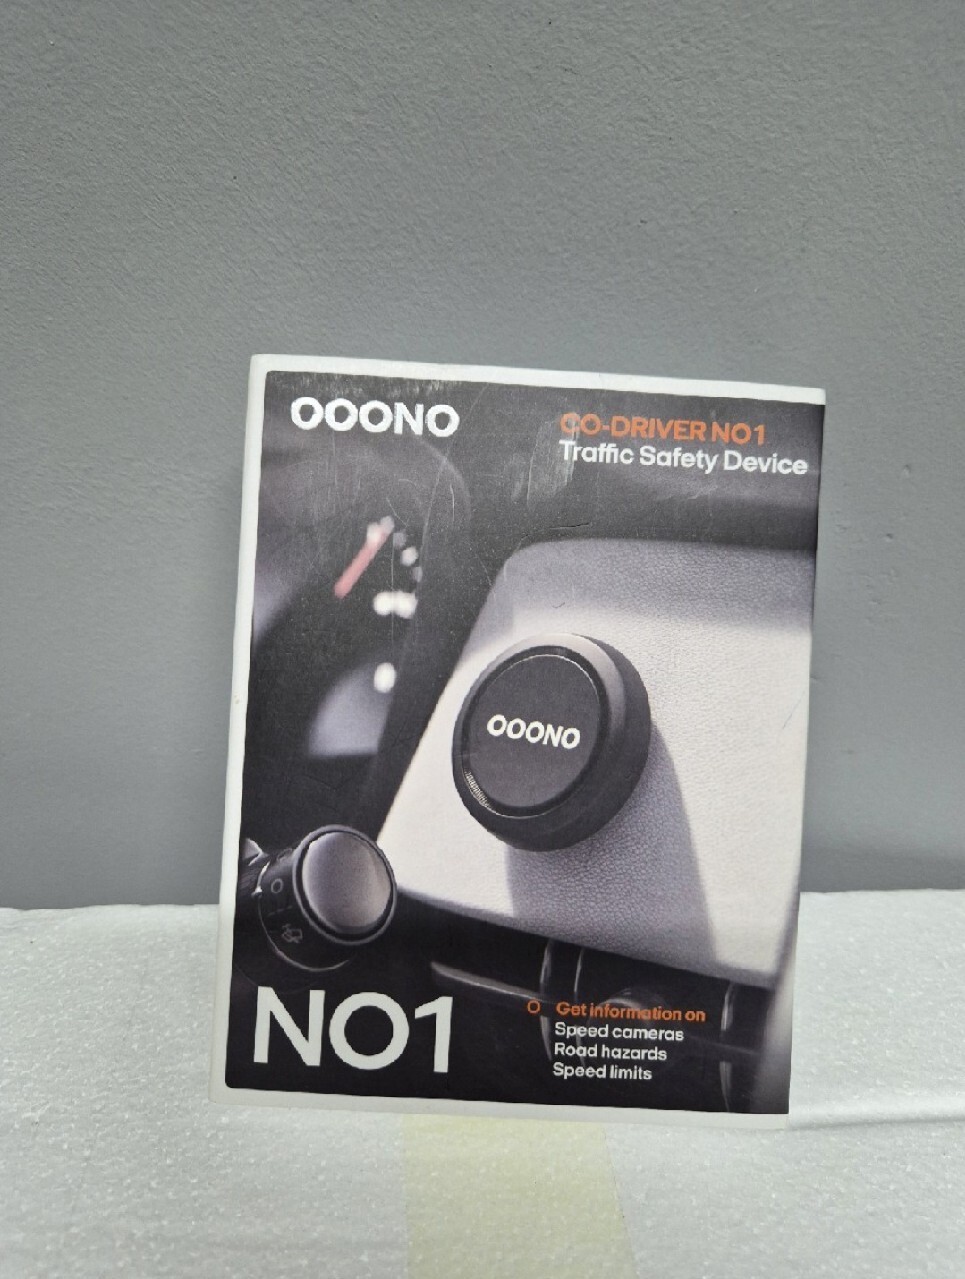 OOONO
CO-DRIVER NO1
Traffic Safety Device
OOONO
NO1
Get information on
Speed cameras
Road hazards
Speed limits